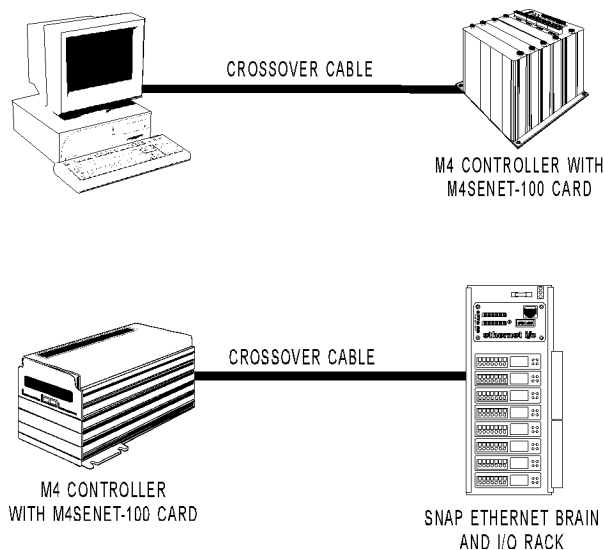 CROSSOVER CABLE
M4 CONTROLLER WITH
M4SENET-100 CARD
ethernet I/O
CROSSOVER CABLE
M4 CONTROLLER
WITH M4SENET-100 CARD
SNAP ETHERNET BRAIN
AND I/O RACK